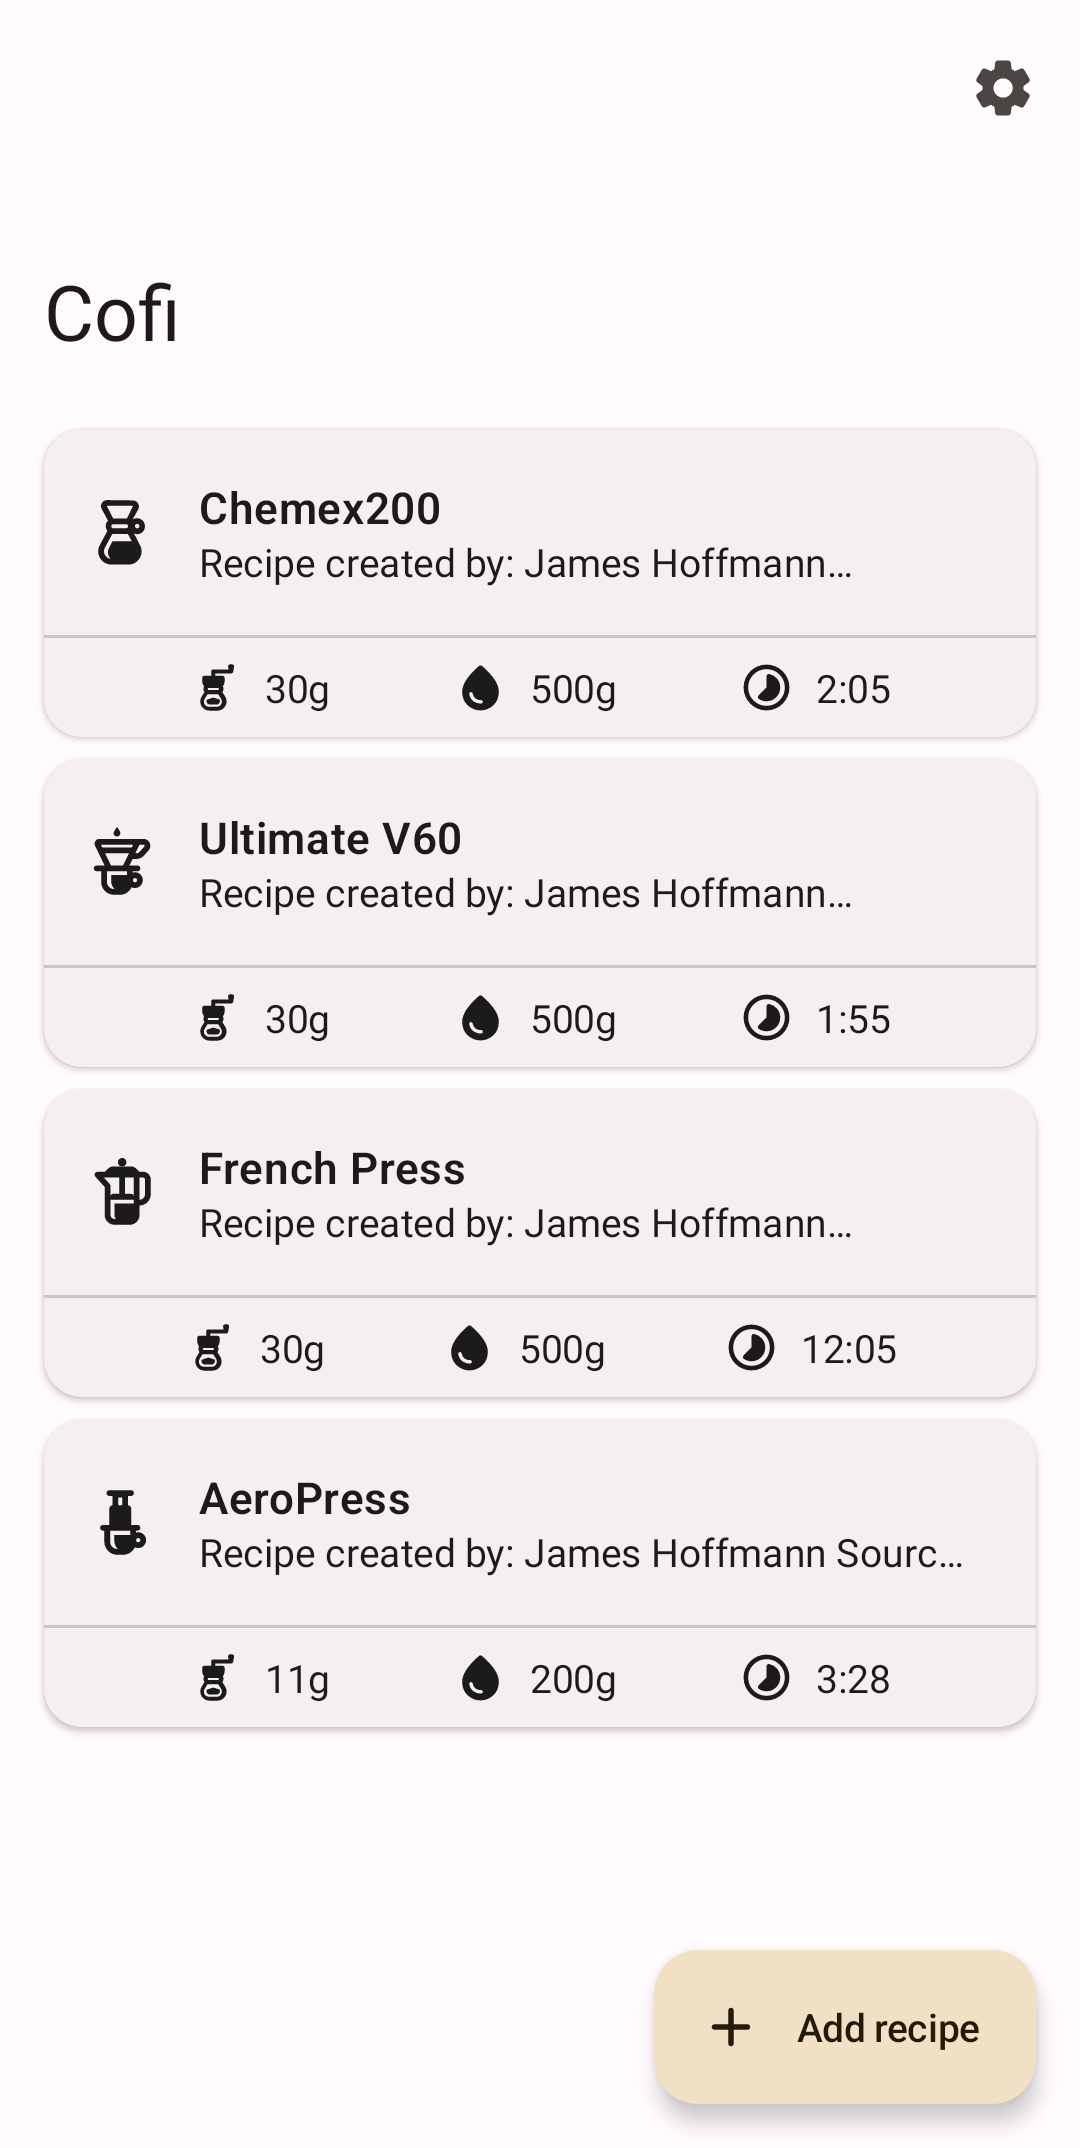 Cofi
Chemex200
Recipe created by: James Hoffmann...
30g 500g 2:05
Ultimate V60
Recipe created by: James Hoffmann...
30g 500g 1:55
French Press
Recipe created by: James Hoffmann...
30g 500g 12:05
AeroPress
Recipe created by: James Hoffmann Sourc...
11g 200g 3:28
Add recipe